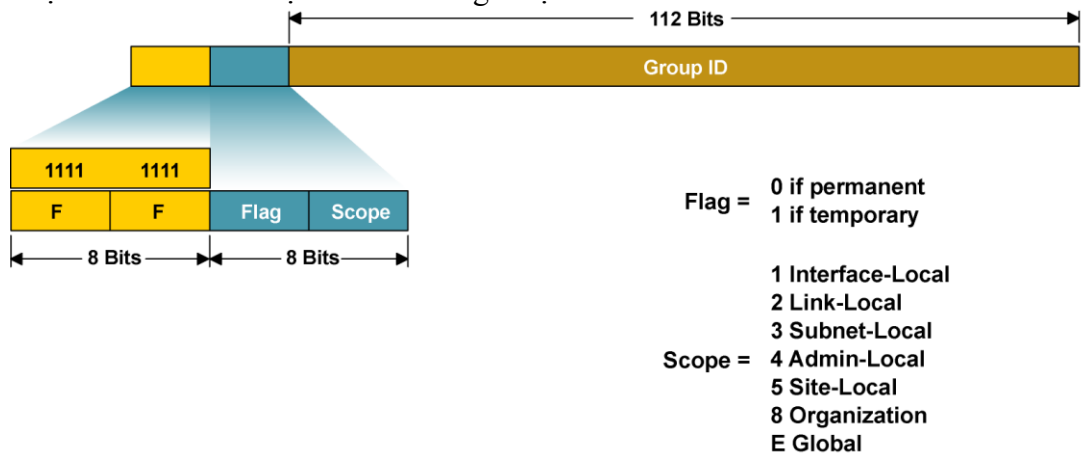 112 Bits
Group ID
1111 1111
F F Flag Scope
8 Bits 8 Bits
Flag = 0 if permanent
1 if temporary
1 Interface-Local
2 Link-Local
3 Subnet-Local
Scope = 4 Admin-Local
5 Site-Local
8 Organization
E Global